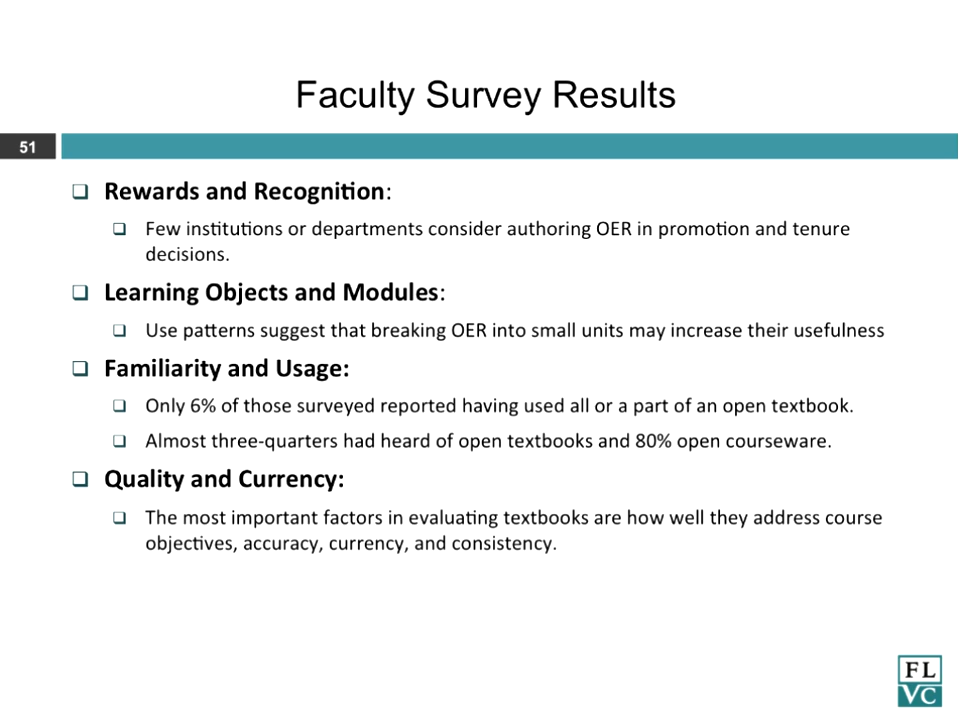 Faculty Survey Results
51
Rewards and Recognition:
Few institutions or departments consider authoring OER in promotion and tenure
decisions.
Learning Objects and Modules:
Use patterns suggest that breaking OER into small units may increase their usefulness
Familiarity and Usage:
Only 6% of those surveyed reported having used all or a part of an open textbook.
Almost three-quarters had heard of open textbooks and 80% open courseware.
Quality and Currency:
The most important factors in evaluating textbooks are how well they address course
objectives, accuracy, currency, and consistency.
FL
VC